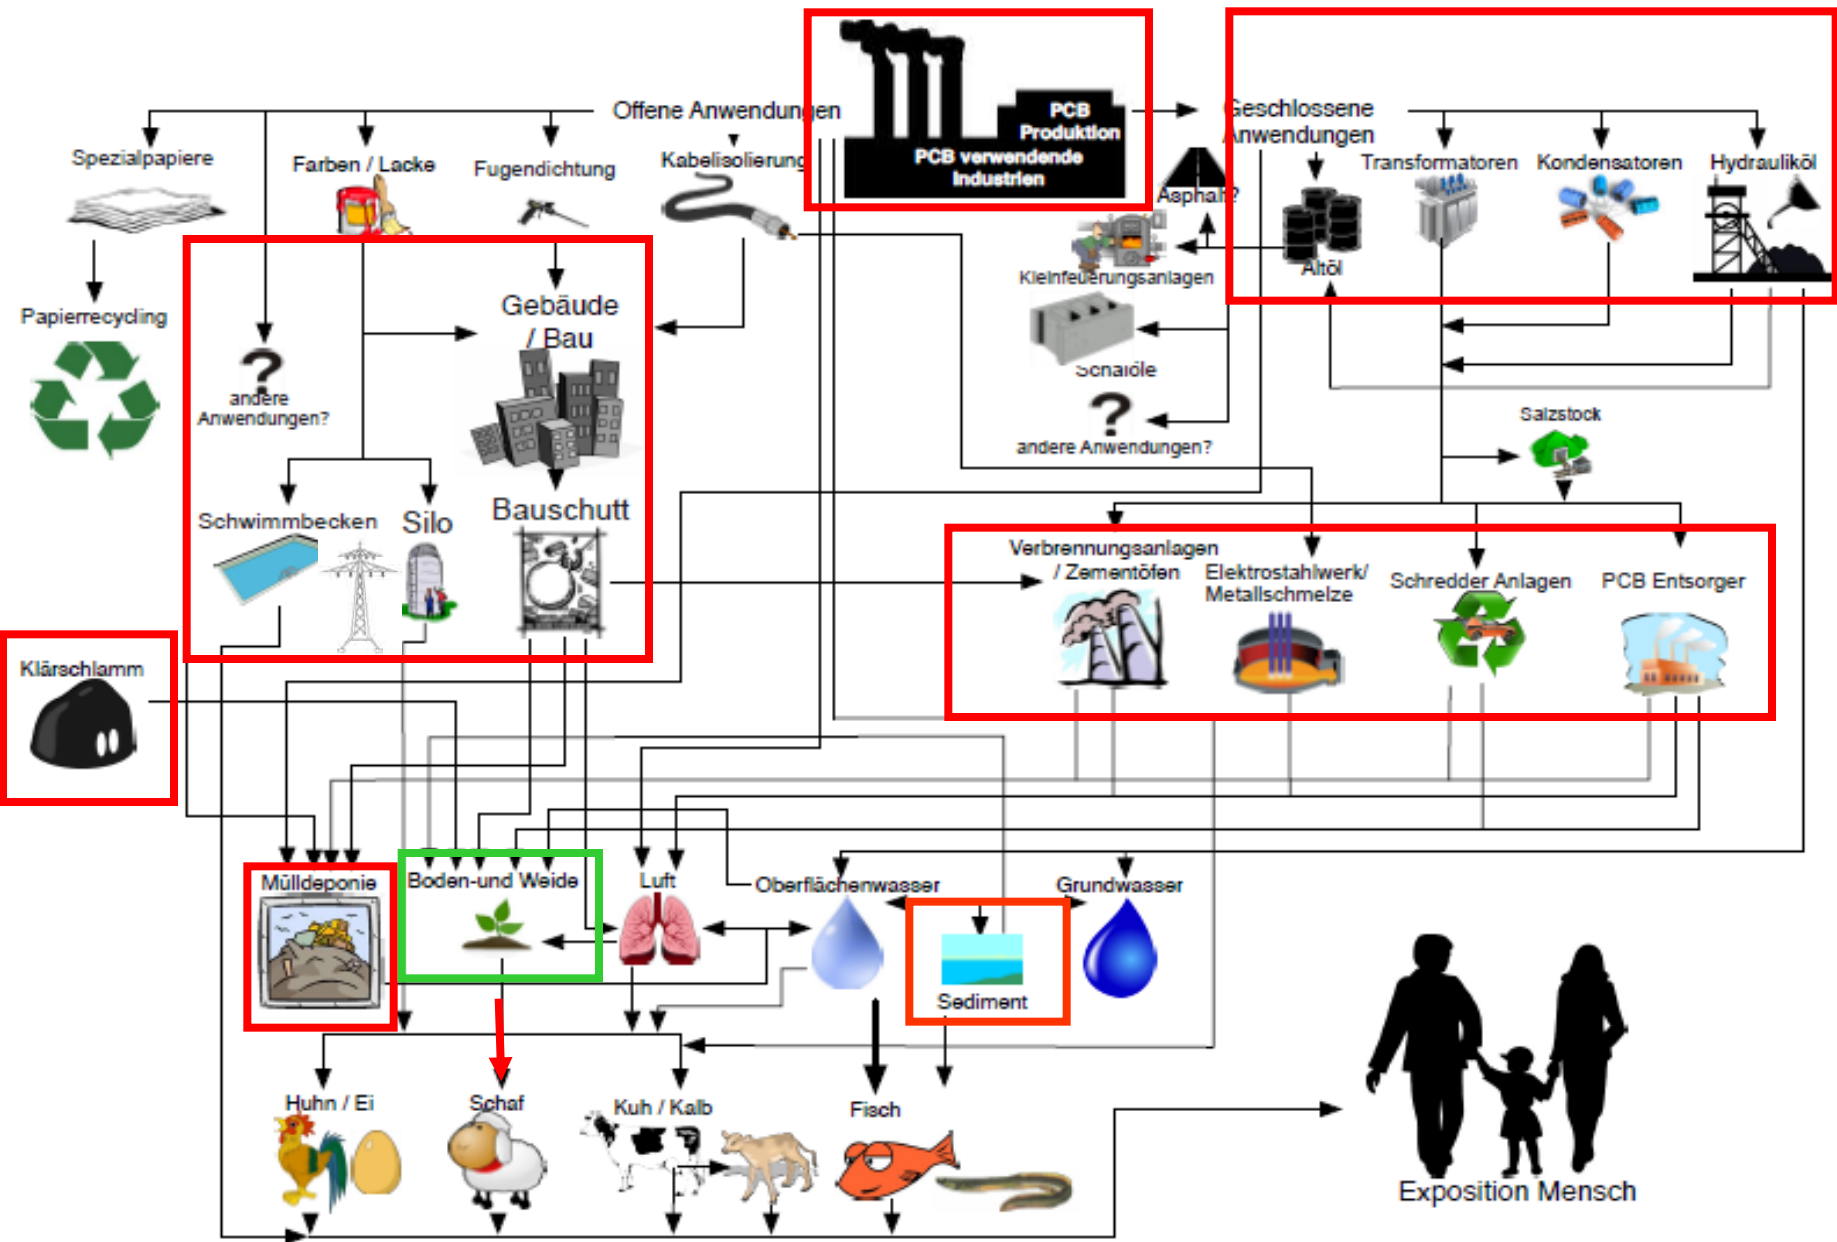 PCB
Produktion
PCB verwendende
Industrien
Offene Anwendungen
Geschlossene
Anwendungen
Spezialpapiere
Farben / Lacke
Fugendichtung
Kabelisolierung
Asphalt?
Transformatoren
Kondensatoren
Hydrauliköl
Altöl
Kleinfeuerungsanlagen
Papierrecycling
Gebäude
/ Bau
?
andere
Anwendungen?
Schalöle
?
andere Anwendungen?
Salzstock
Schwimmbecken
Silo
Bauschutt
Verbrennungsanlagen
/ Zementöfen
Elektrostahlwerk/
Metallschmelze
Schredder Anlagen
PCB Entsorger
Klärschlamm
Mülldeponie
Boden-und Weide
Luft
Oberflächenwasser
Grundwasser
Sediment
Huhn / Ei
Schaf
Kuh / Kalb
Fisch
Exposition Mensch